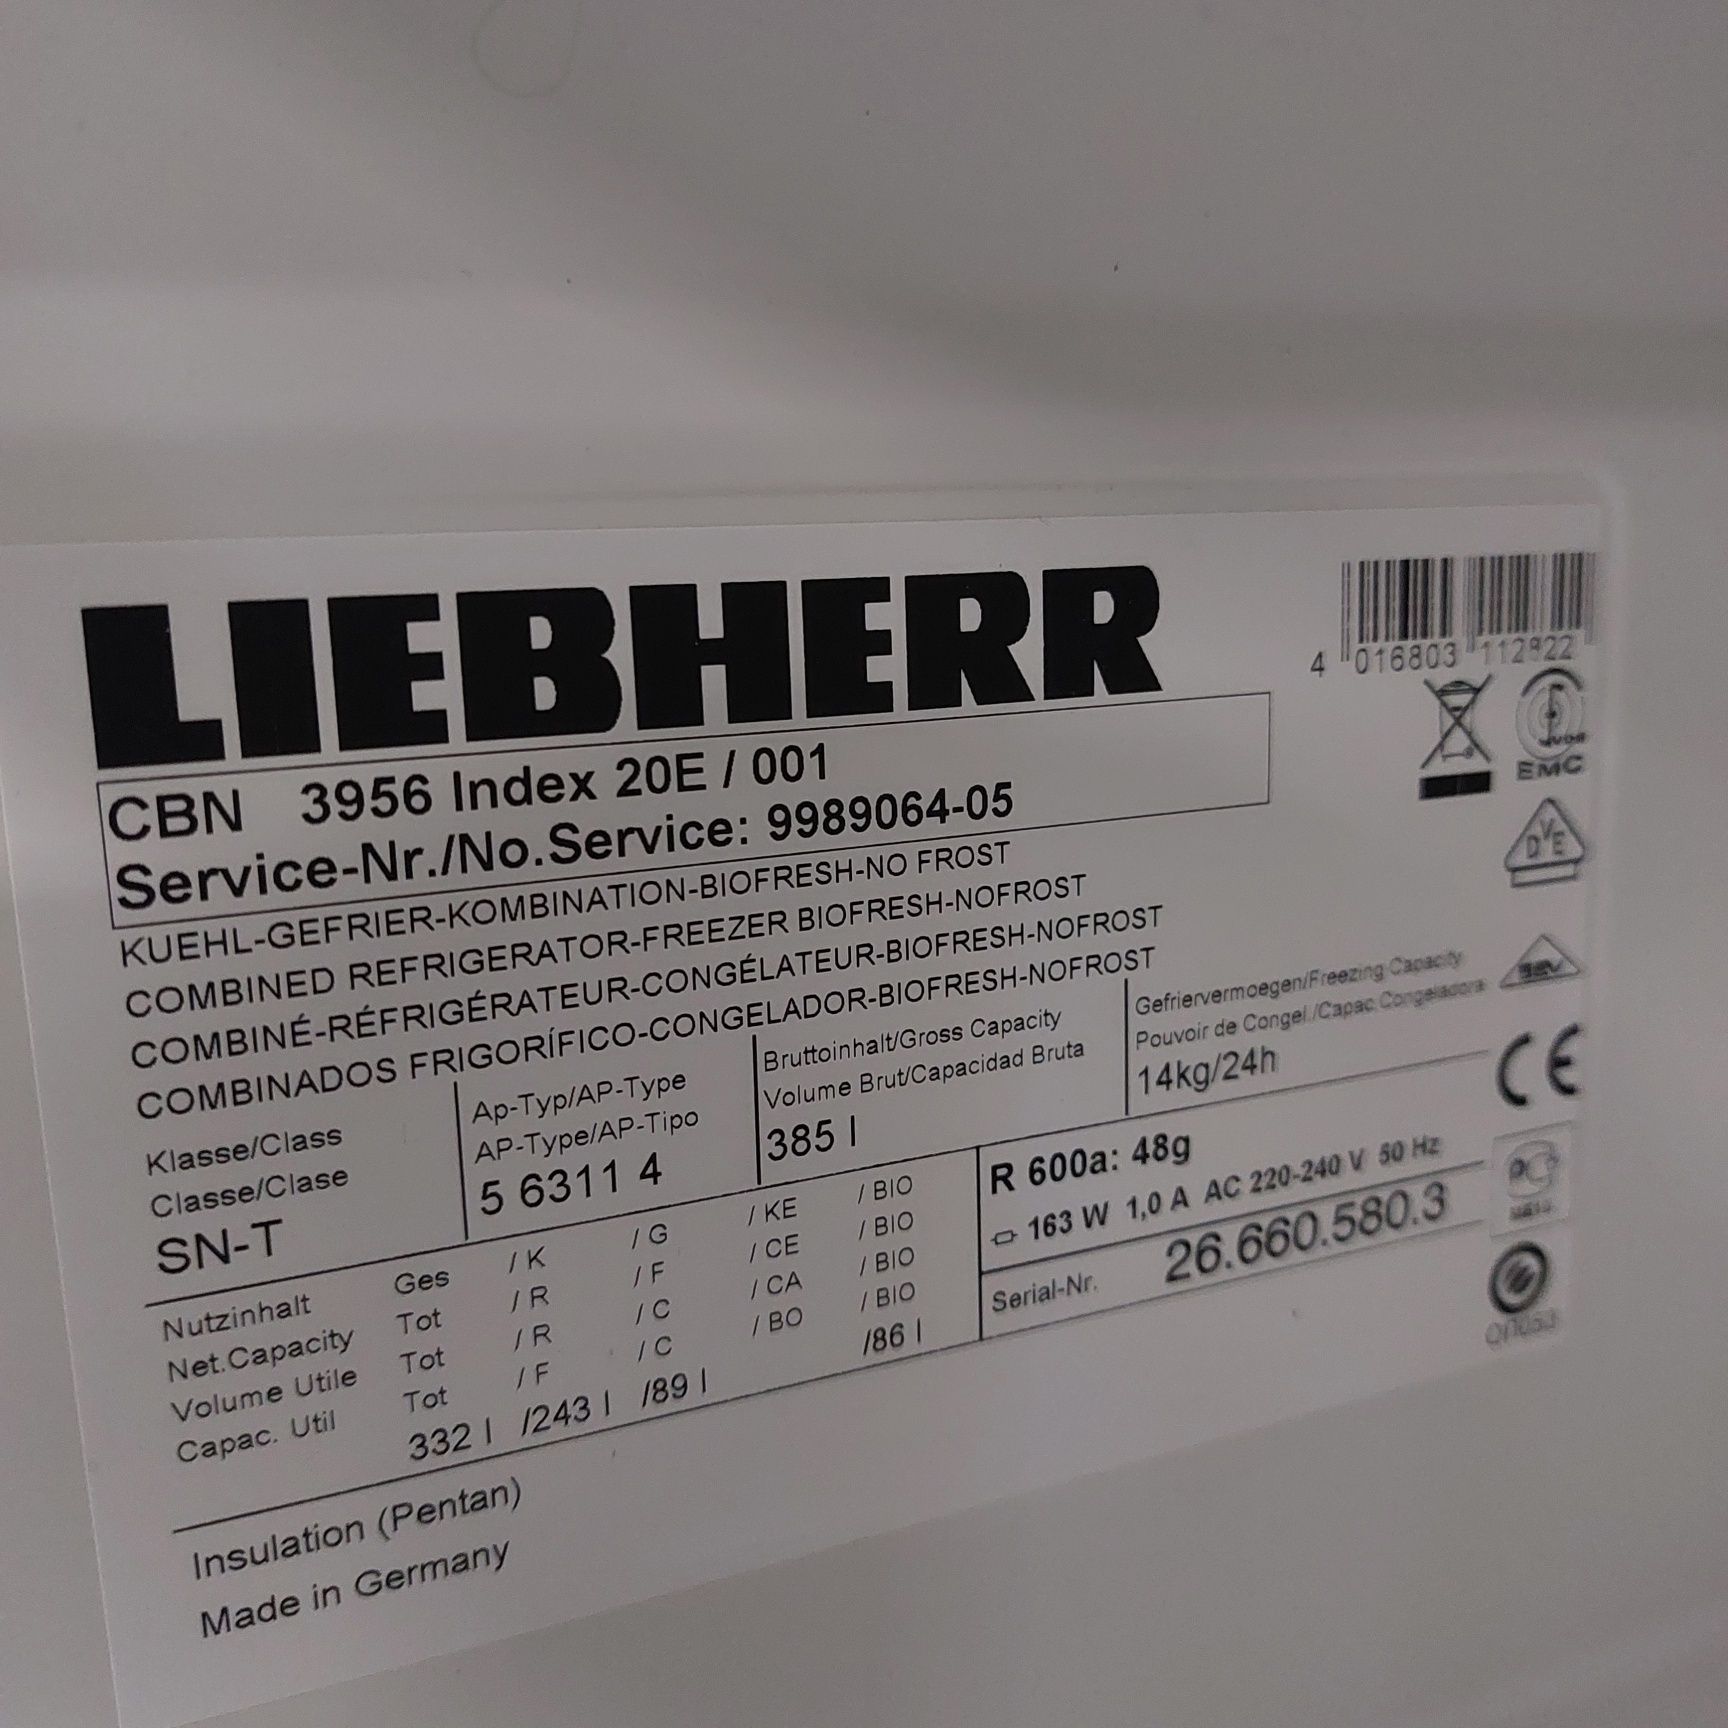 LIEBHERR
4 016803 112922
CBN 3956 Index 20E / 001
Service-Nr./No.Service: 9989064-05
EMC
DVE
KUEHL-GEFRIER-KOMBINATION-BIOFRESH-NO FROST
COMBINED REFRIGERATOR-FREEZER BIOFRESH-NOFROST
COMBINÉ-RÉFRIGÉRATEUR-CONGÉLATEUR-BIOFRESH-NOFROST
COMBINADOS FRIGORÍFICO-CONGELADOR-BIOFRESH-NOFROST
Klasse/Class
Classe/Clase
SN-T
Ap-Typ/AP-Type
AP-Type/AP-Tipo
5 6311 4
Bruttoinhalt/Gross Capacity
Volume Brut/Capacidad Bruta
385 l
Gefriervermoegen/Freezing Capacity
Pouvoir de Congel./Capac.Congeladora
14kg/24h
CE
Nutzinhalt Ges / K / G / KE / BIO
Net.Capacity Tot / R / F / CE / BIO
Volume Utile Tot / R / C / CA / BIO
Capac. Util Tot / F / C / BO / BIO
332 l /243 l /89 l /86 l
R 600a: 48g
163 W 1,0 A AC 220-240 V 50 Hz
Serial-Nr. 26.660.580.3
Insulation (Pentan)
Made in Germany